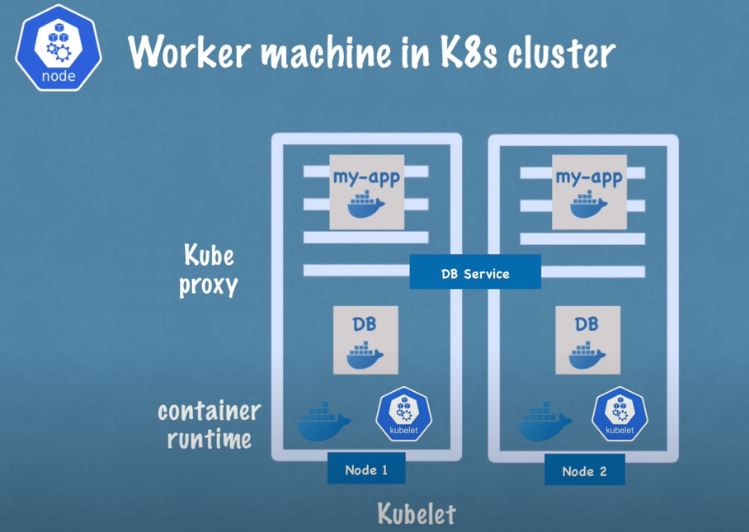 node
Worker machine in K8s cluster
my-app
my-app
Kube
proxy
DB Service
DB
DB
container
runtime
kubelet
kubelet
Node 1
Node 2
Kubelet